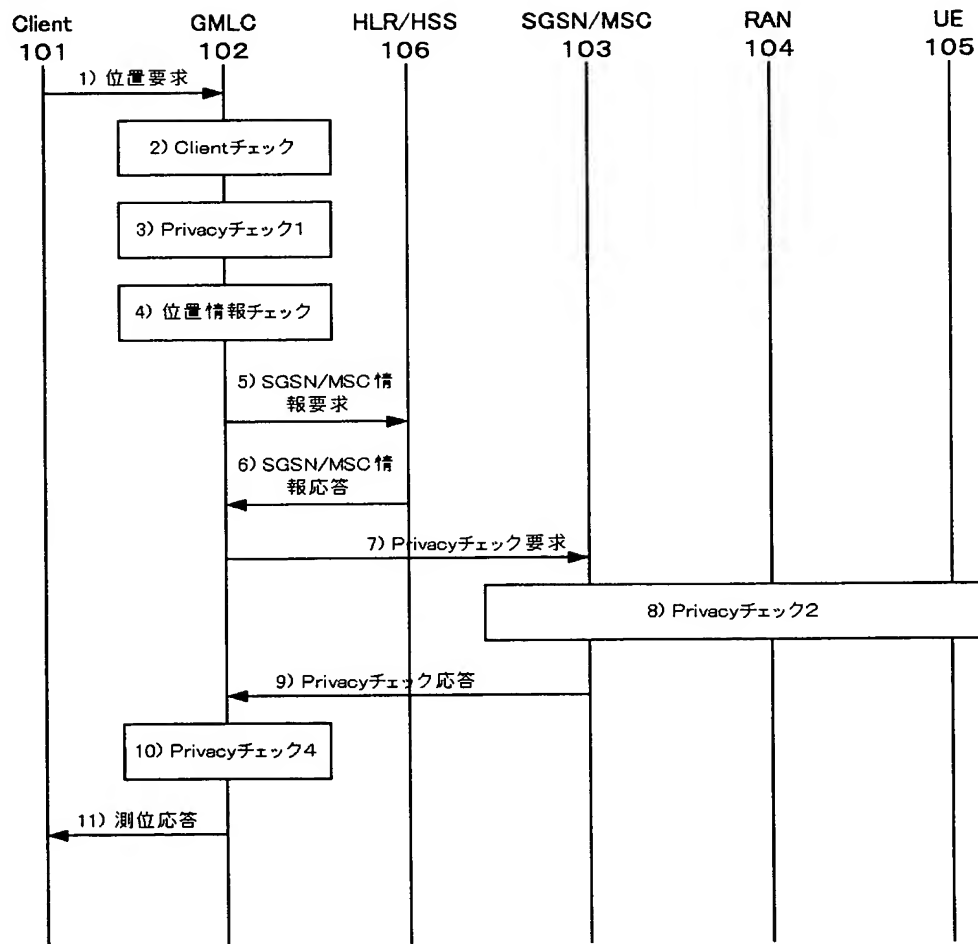 Client GMLC HLR/HSS SGSN/MSC RAN UE
101 102 106 103 104 105
1) 位置要求
2) Clientチェック
3) Privacyチェック1
4) 位置情報チェック
5) SGSN/MSC情
報要求
6) SGSN/MSC情
報応答
7) Privacyチェック要求
8) Privacyチェック2
9) Privacyチェック応答
10) Privacyチェック4
11) 測位応答